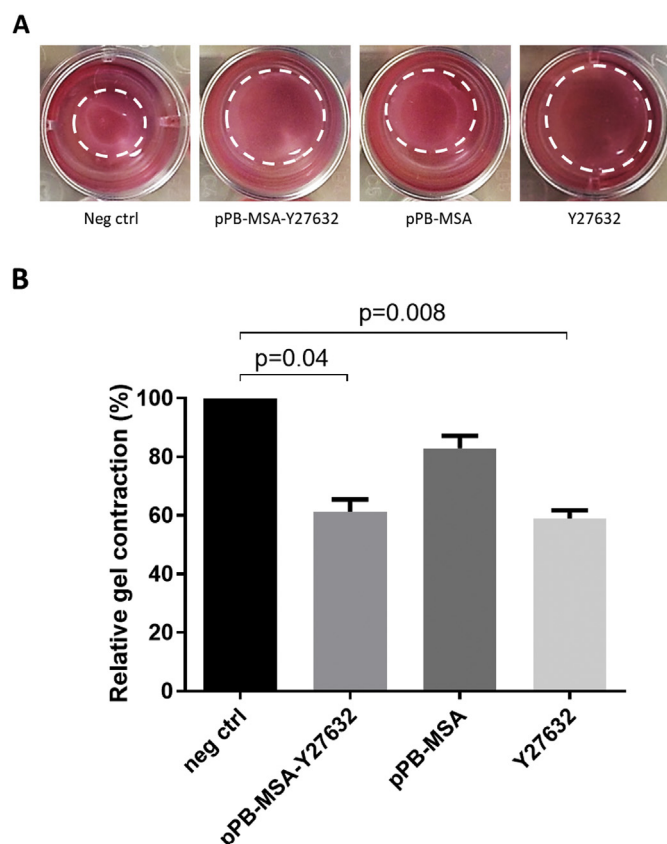 A
Neg ctrl
pPB-MSA-Y27632
pPB-MSA
Y27632
B
p=0.008
p=0.04
Relative gel contraction (%)
100
80
60
40
20
0
neg ctrl
pPB-MSA-Y27632
pPB-MSA
Y27632